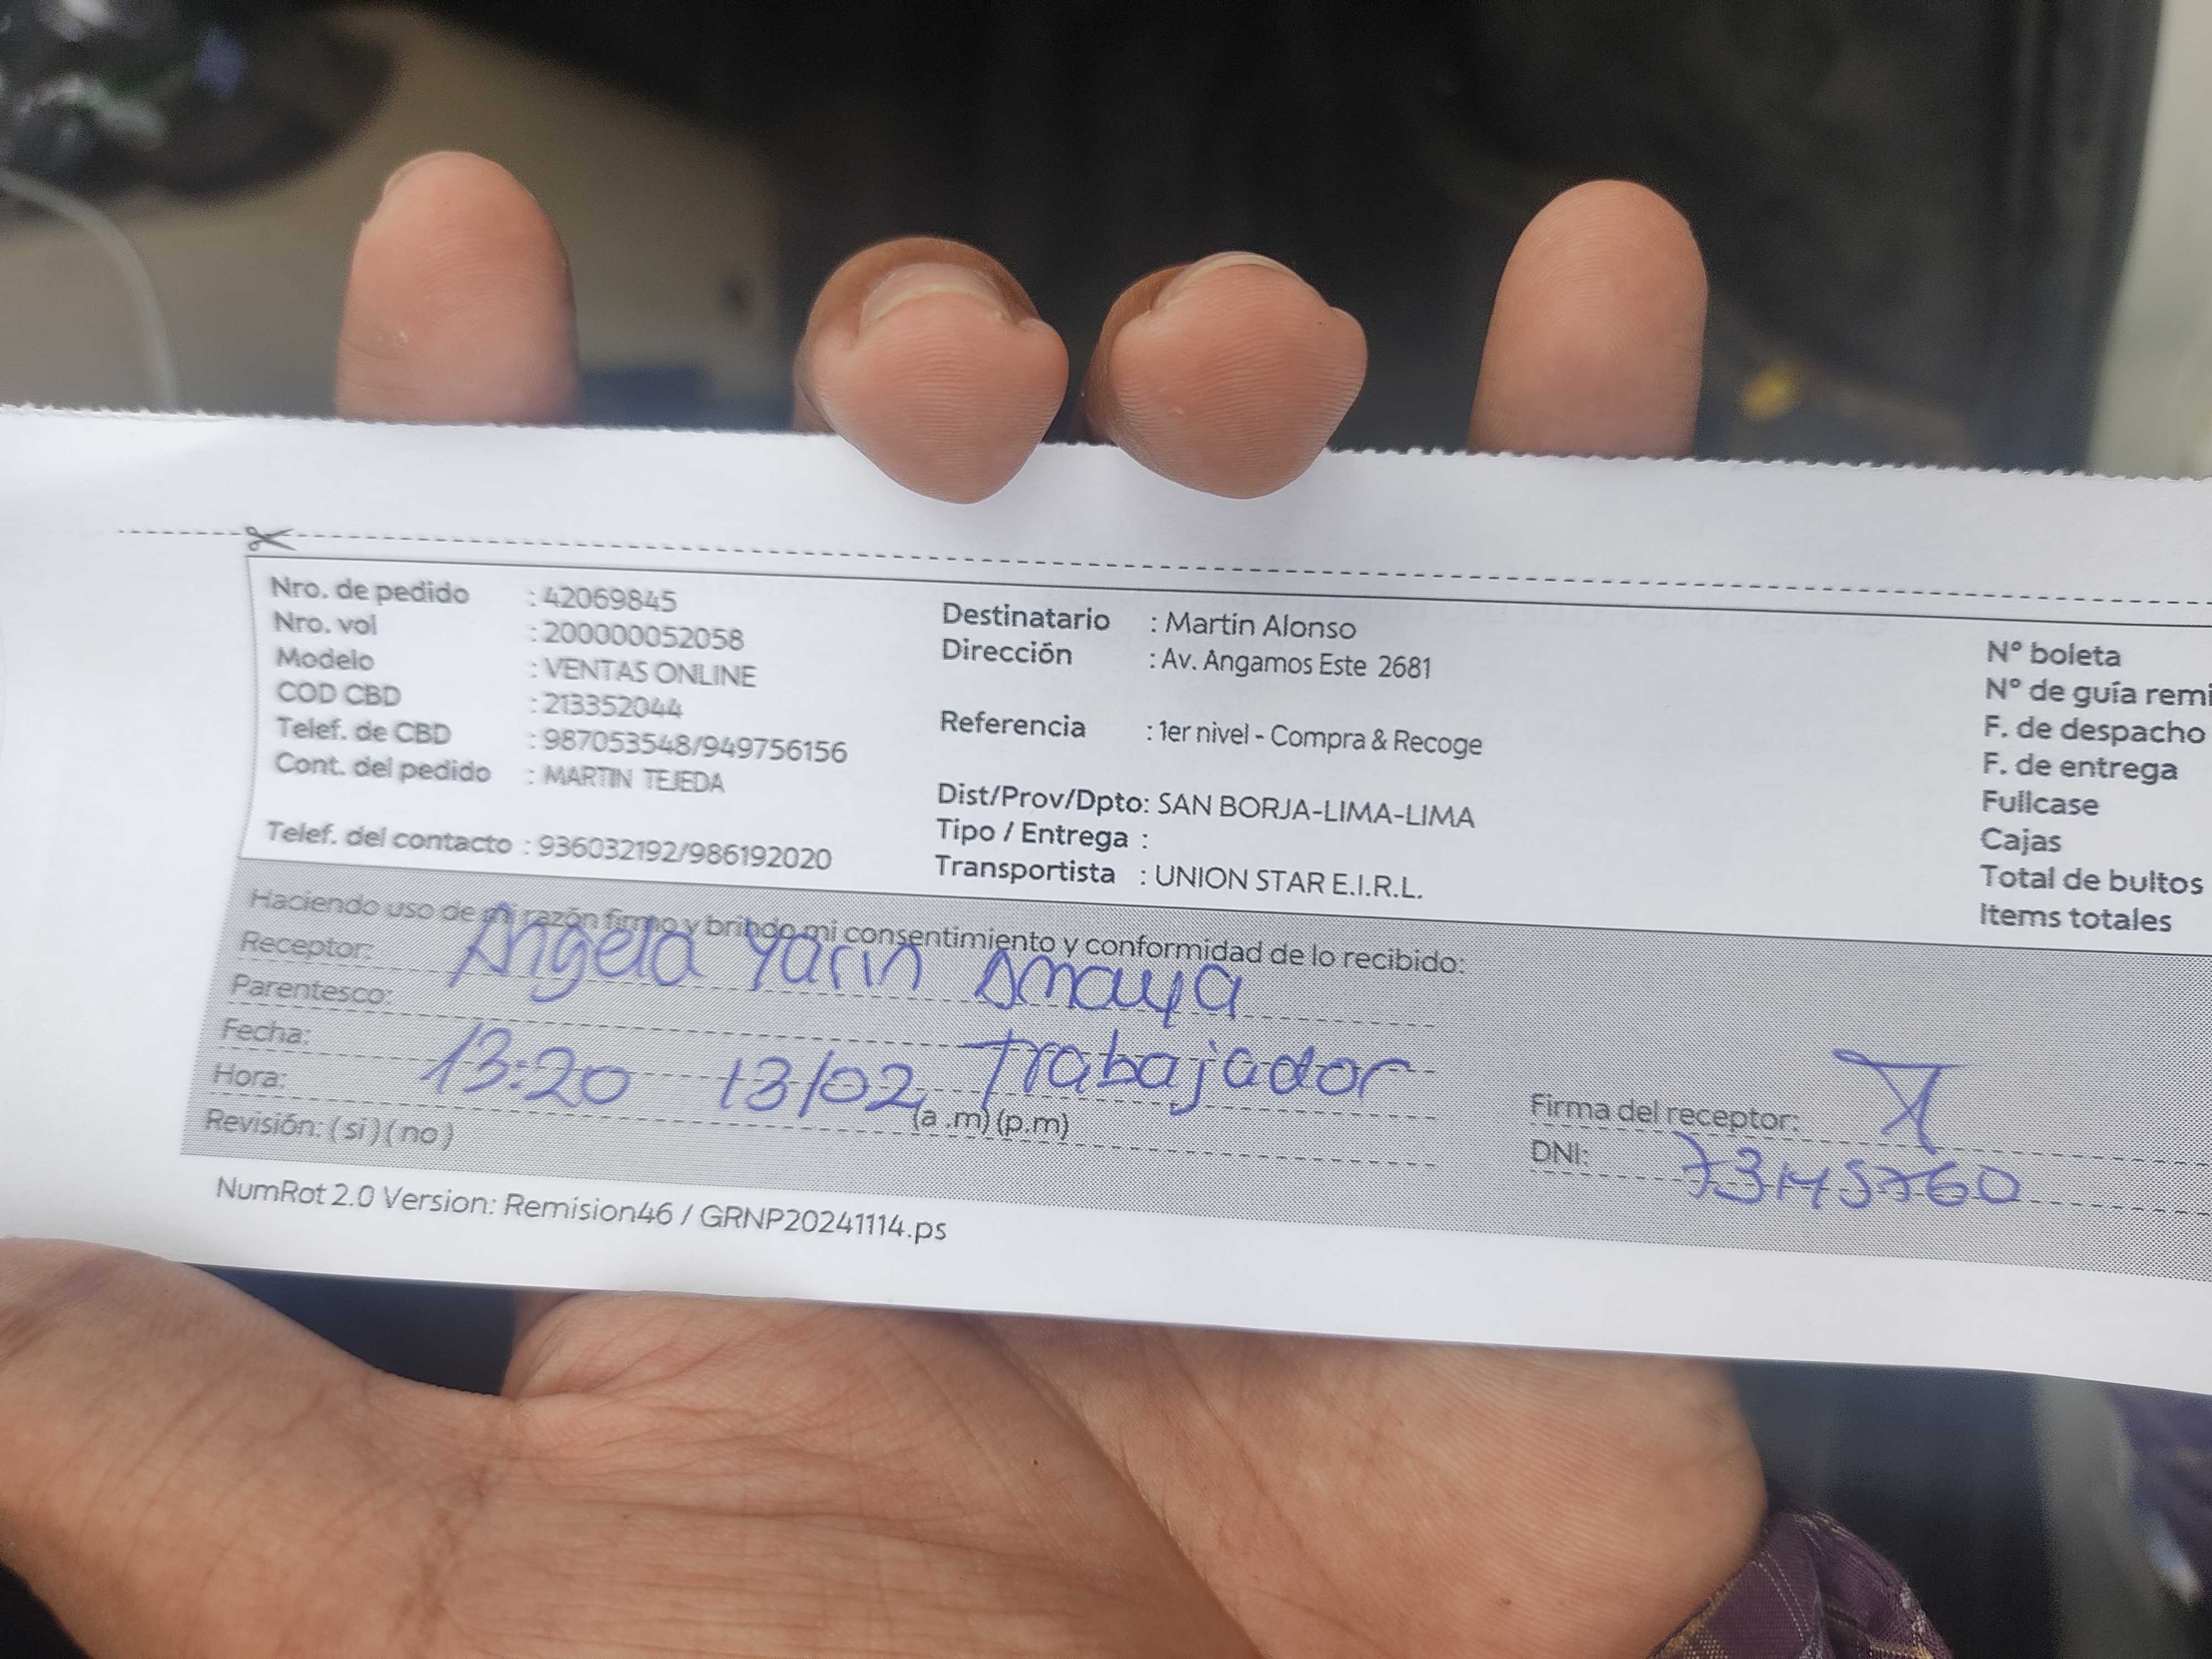 Nro. de pedido : 42069845
Nro. vol : 200000052058
Modelo : VENTAS ONLINE
COD CBD : 213352044
Telef. de CBD : 987053548/949756156
Cont. del pedido : MARTIN TEJEDA
Telef. del contacto : 936032192/986192020
Destinatario : Martín Alonso
Dirección : Av. Angamos Este 2681
Referencia : 1er nivel - Compra & Recoge
Dist/Prov/Dpto: SAN BORJA-LIMA-LIMA
Tipo / Entrega :
Transportista : UNION STAR E.I.R.L.
N° boleta
N° de guía remi
F. de despacho
F. de entrega
Fullcase
Cajas
Total de bultos
Items totales
Haciendo uso de mi razón firmo y brindo mi consentimiento y conformidad de lo recibido:
Receptor: Angela Yarin Amaya
Parentesco:
Fecha: 13:20 13/02 Trabajador
Hora: (a .m) (p.m)
Revisión: ( si ) ( no )
Firma del receptor:
DNI: 73145760
NumRot 2.0 Version: Remision46 / GRNP20241114.ps